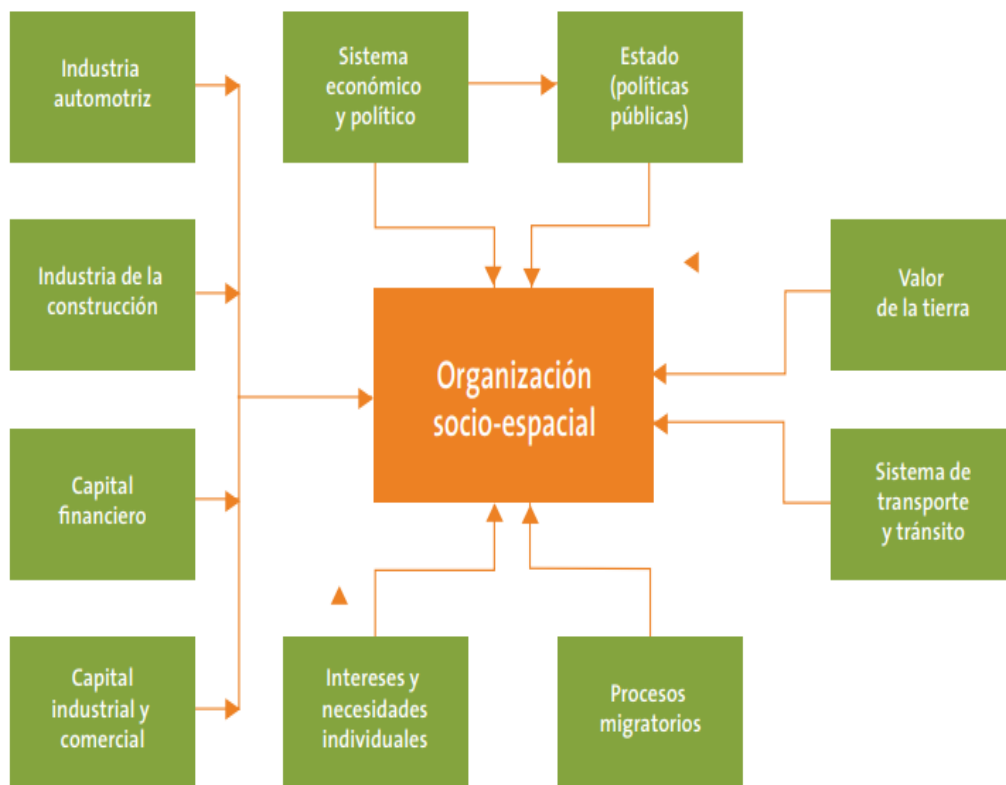 Industria
automotriz
Sistema
económico
y político
Estado
(políticas
públicas)
Industria de la
construcción
Valor
de la tierra
Organización
socio-espacial
Capital
financiero
Sistema de
transporte
y tránsito
Capital
industrial y
comercial
Intereses y
necesidades
individuales
Procesos
migratorios